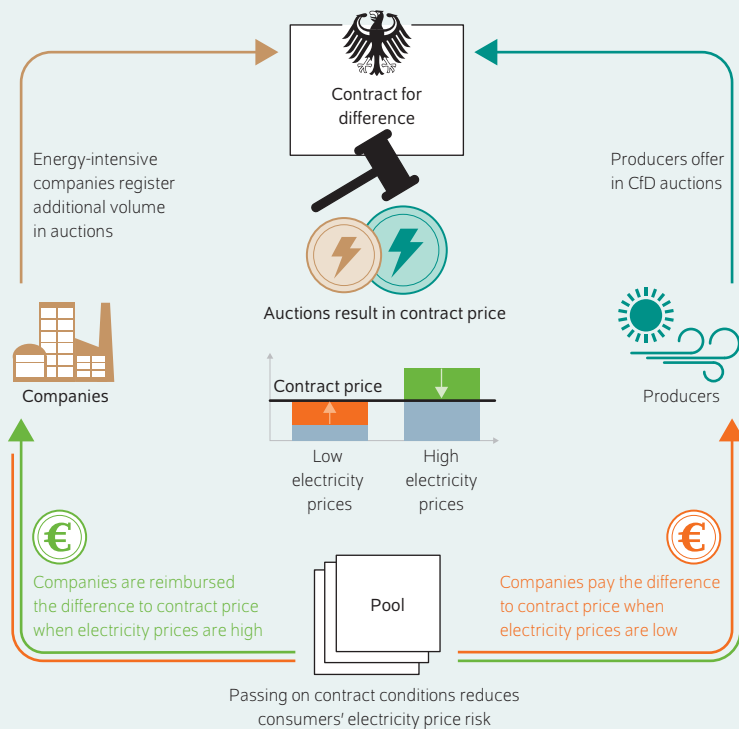 Contract for
difference
Energy-intensive
companies register
additional volume
in auctions
Producers offer
in CfD auctions
Auctions result in contract price
Companies
Producers
Contract price
Low
electricity
prices
High
electricity
prices
€
Companies are reimbursed
the difference to contract price
when electricity prices are high
Pool
€
Companies pay the difference
to contract price when
electricity prices are low
Passing on contract conditions reduces
consumers’ electricity price risk